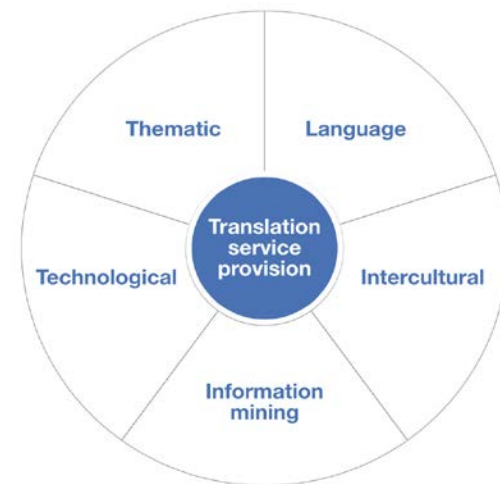 Thematic
Language
Translation
service
provision
Technological
Intercultural
Information
mining